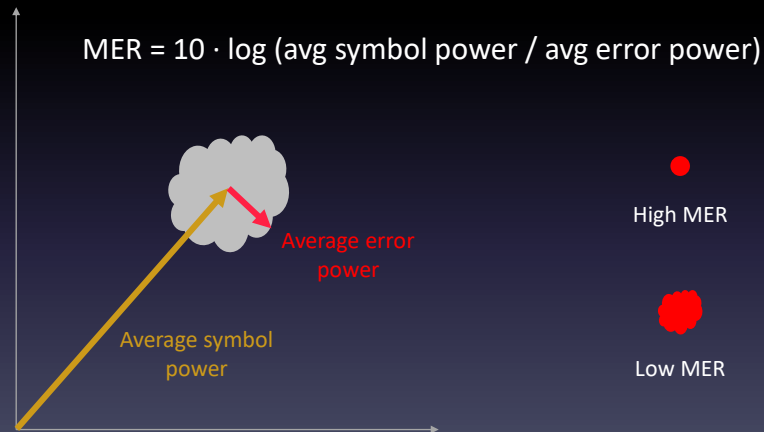 MER = 10 · log (avg symbol power / avg error power)
High MER
Average error
power
Average symbol
power
Low MER